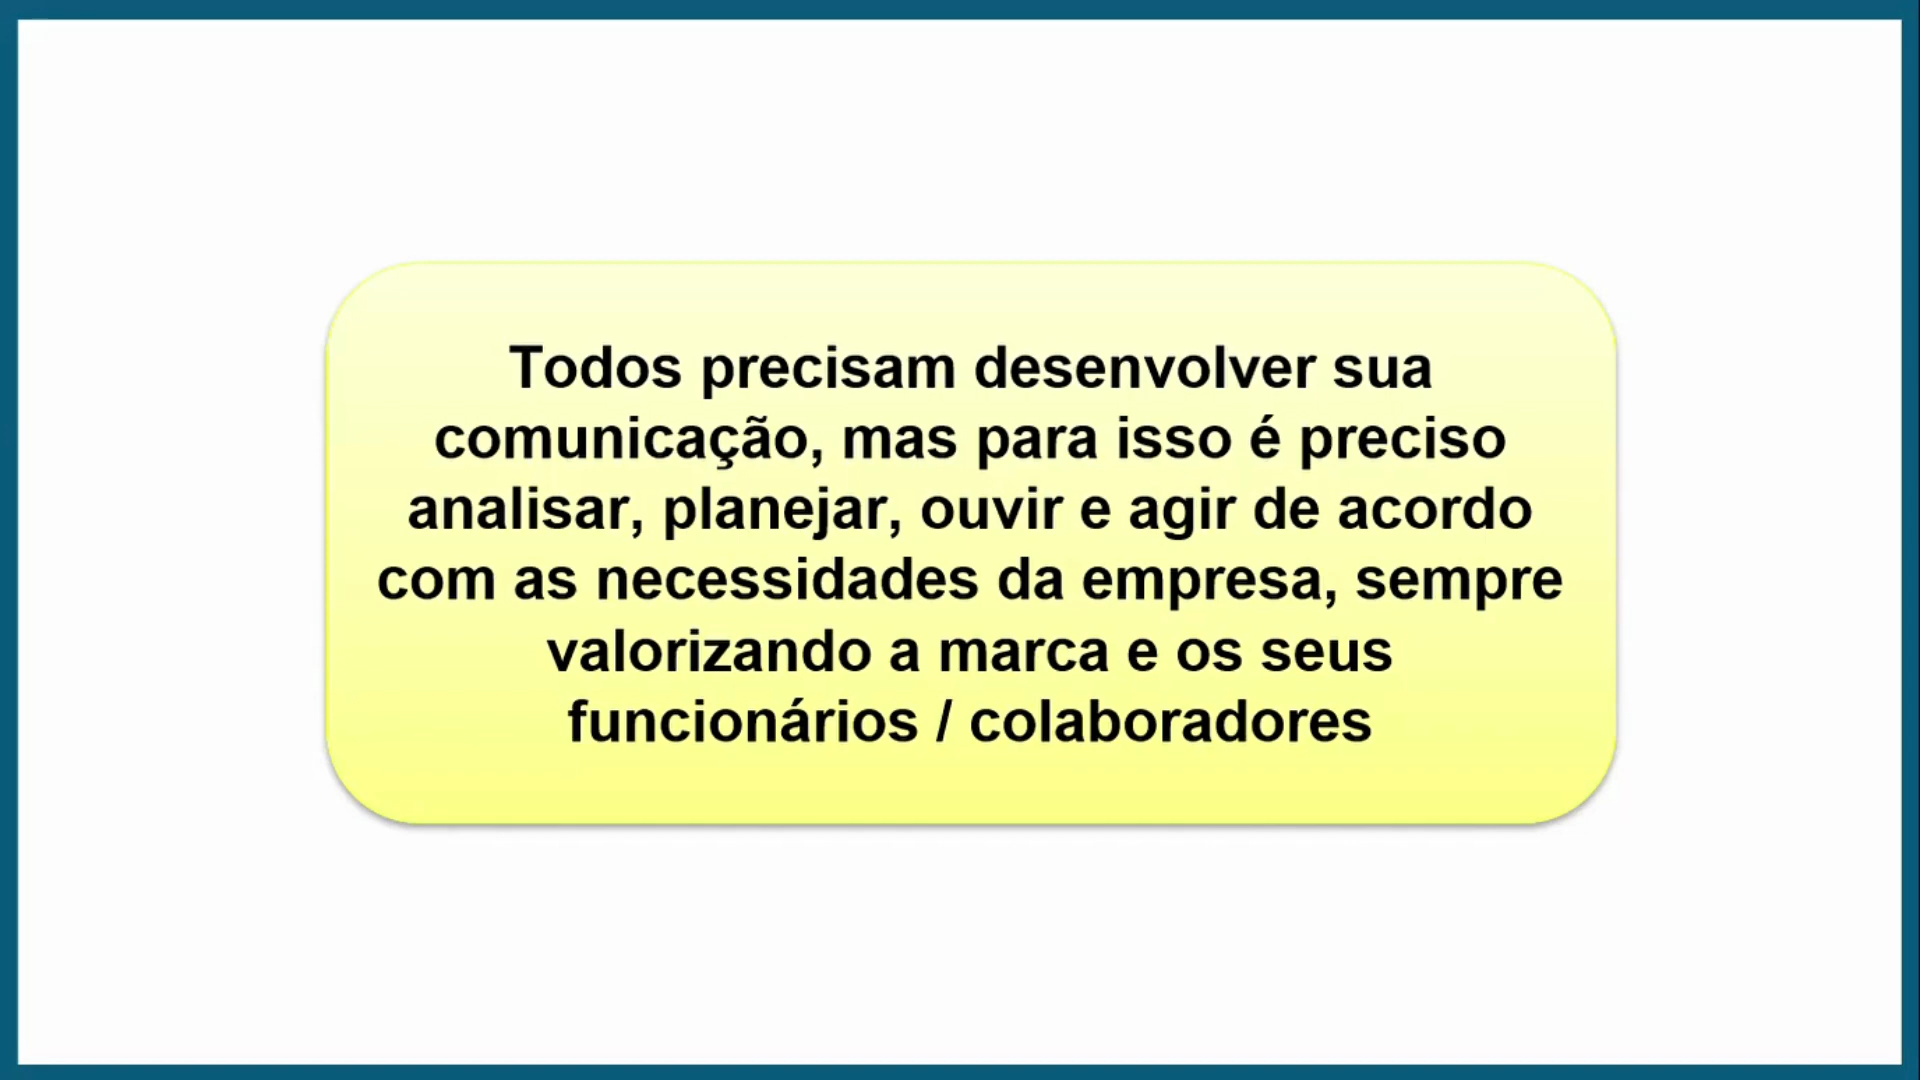 Todos precisam desenvolver sua
comunicação, mas para isso é preciso
analisar, planejar, ouvir e agir de acordo
com as necessidades da empresa, sempre
valorizando a marca e os seus
funcionários / colaboradores